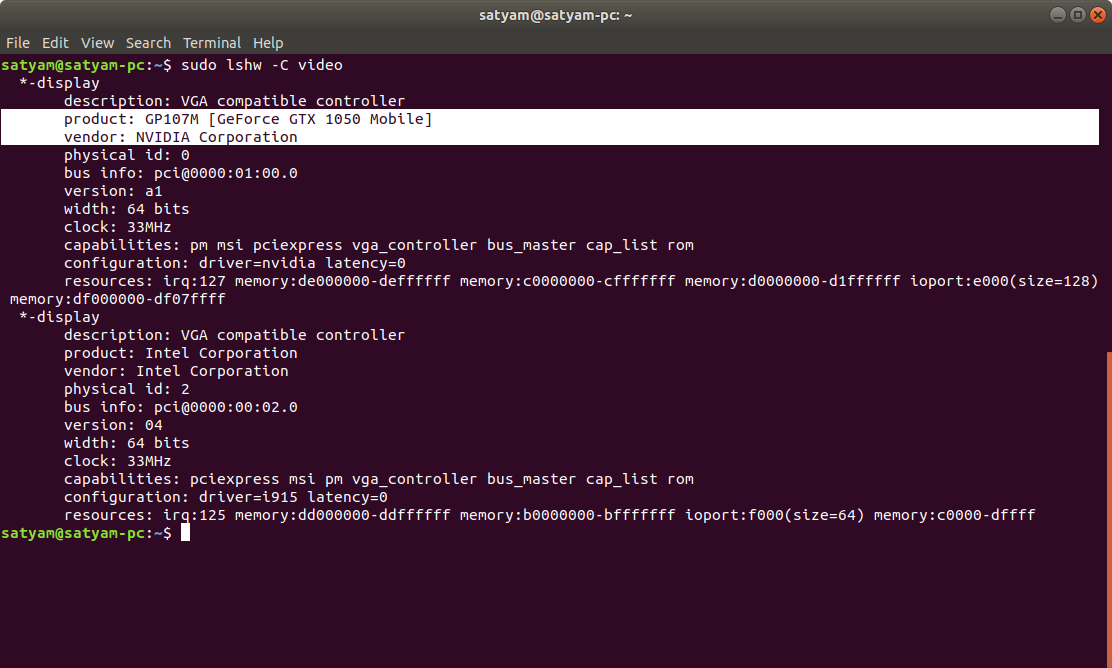 satyam@satyam-pc: ~
File Edit View Search Terminal Help
satyam@satyam-pc:~$ sudo lshw -C video
  *-display
       description: VGA compatible controller
       product: GP107M [GeForce GTX 1050 Mobile]
       vendor: NVIDIA Corporation
       physical id: 0
       bus info: pci@0000:01:00.0
       version: a1
       width: 64 bits
       clock: 33MHz
       capabilities: pm msi pciexpress vga_controller bus_master cap_list rom
       configuration: driver=nvidia latency=0
       resources: irq:127 memory:de000000-deffffff memory:c0000000-cfffffff memory:d0000000-d1ffffff ioport:e000(size=128)
 memory:df000000-df07ffff
  *-display
       description: VGA compatible controller
       product: Intel Corporation
       vendor: Intel Corporation
       physical id: 2
       bus info: pci@0000:00:02.0
       version: 04
       width: 64 bits
       clock: 33MHz
       capabilities: pciexpress msi pm vga_controller bus_master cap_list rom
       configuration: driver=i915 latency=0
       resources: irq:125 memory:dd000000-ddffffff memory:b0000000-bfffffff ioport:f000(size=64) memory:c0000-dffff
satyam@satyam-pc:~$